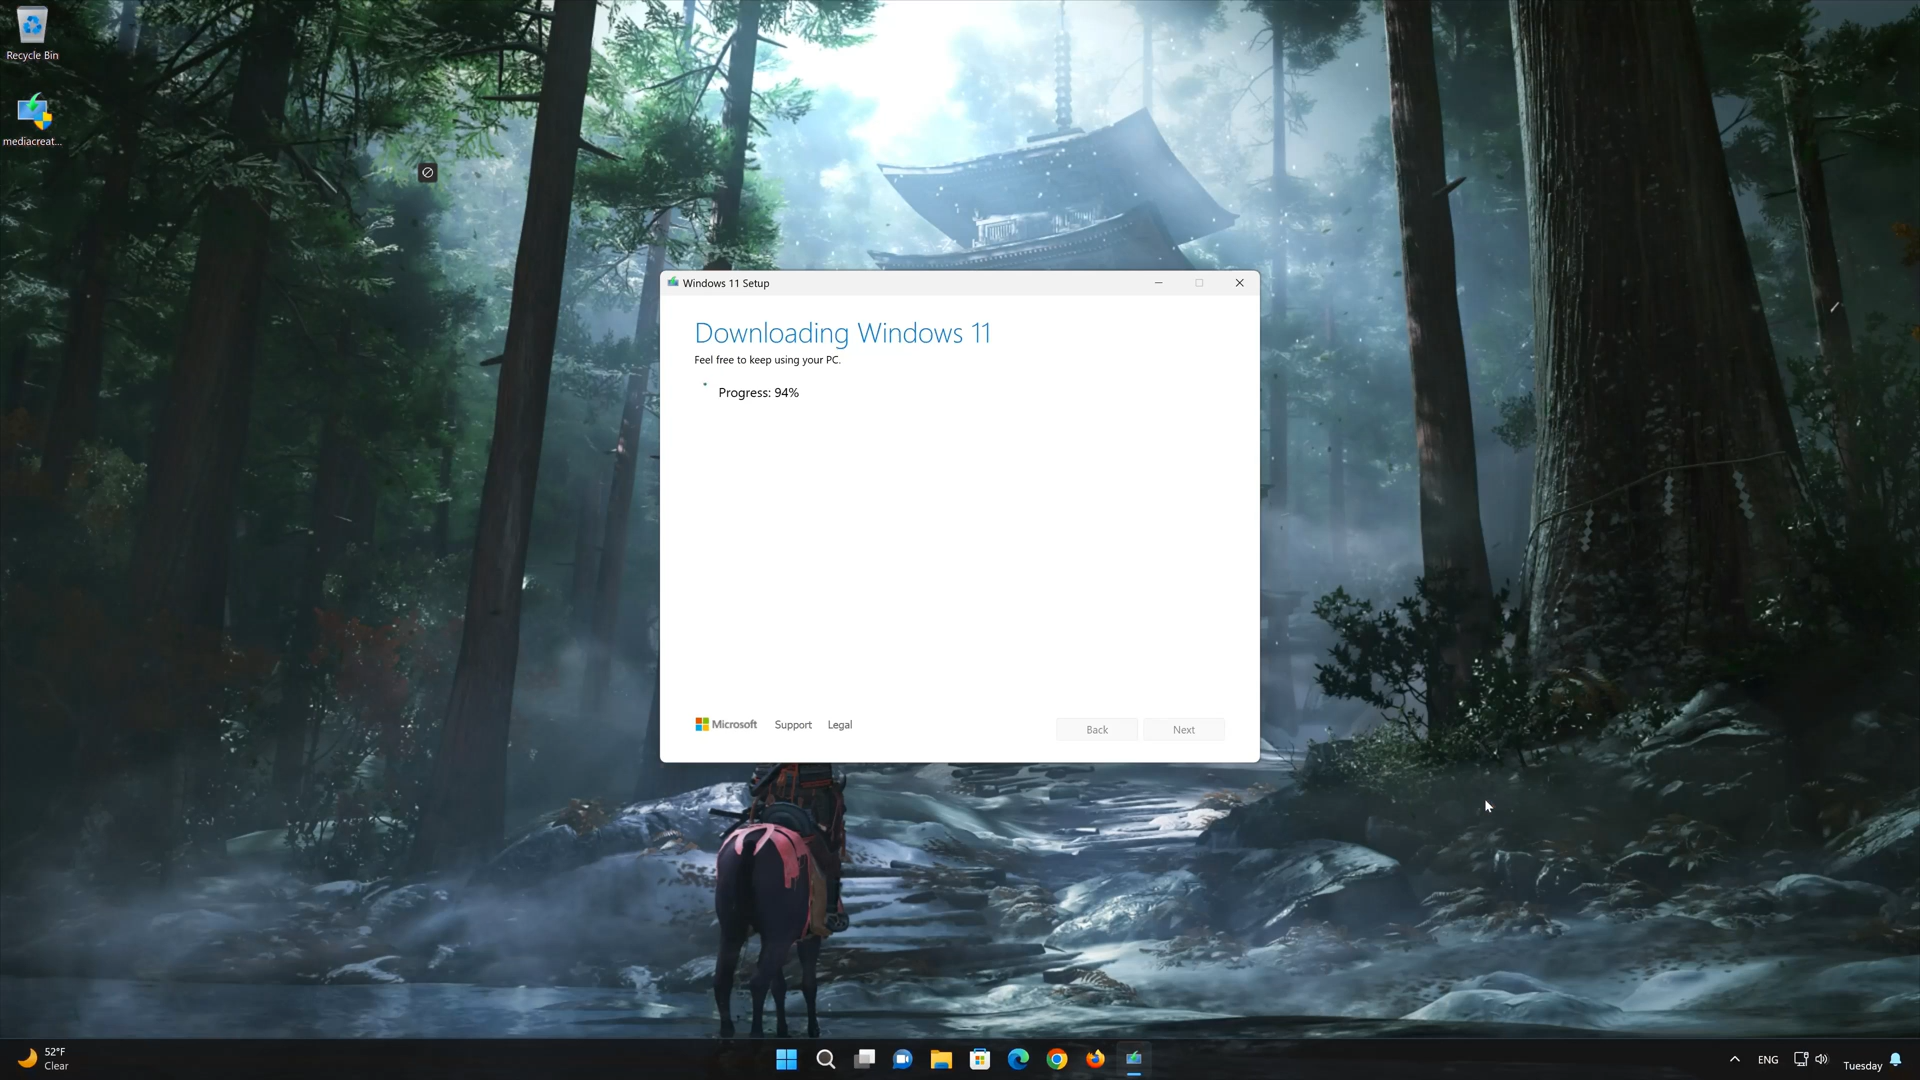 Recycle Bin
mediacreat...
Windows 11 Setup
Downloading Windows 11
Feel free to keep using your PC.
Progress: 94%
Microsoft
Support
Legal
Back
Next
52°F
Clear
ENG
Tuesday